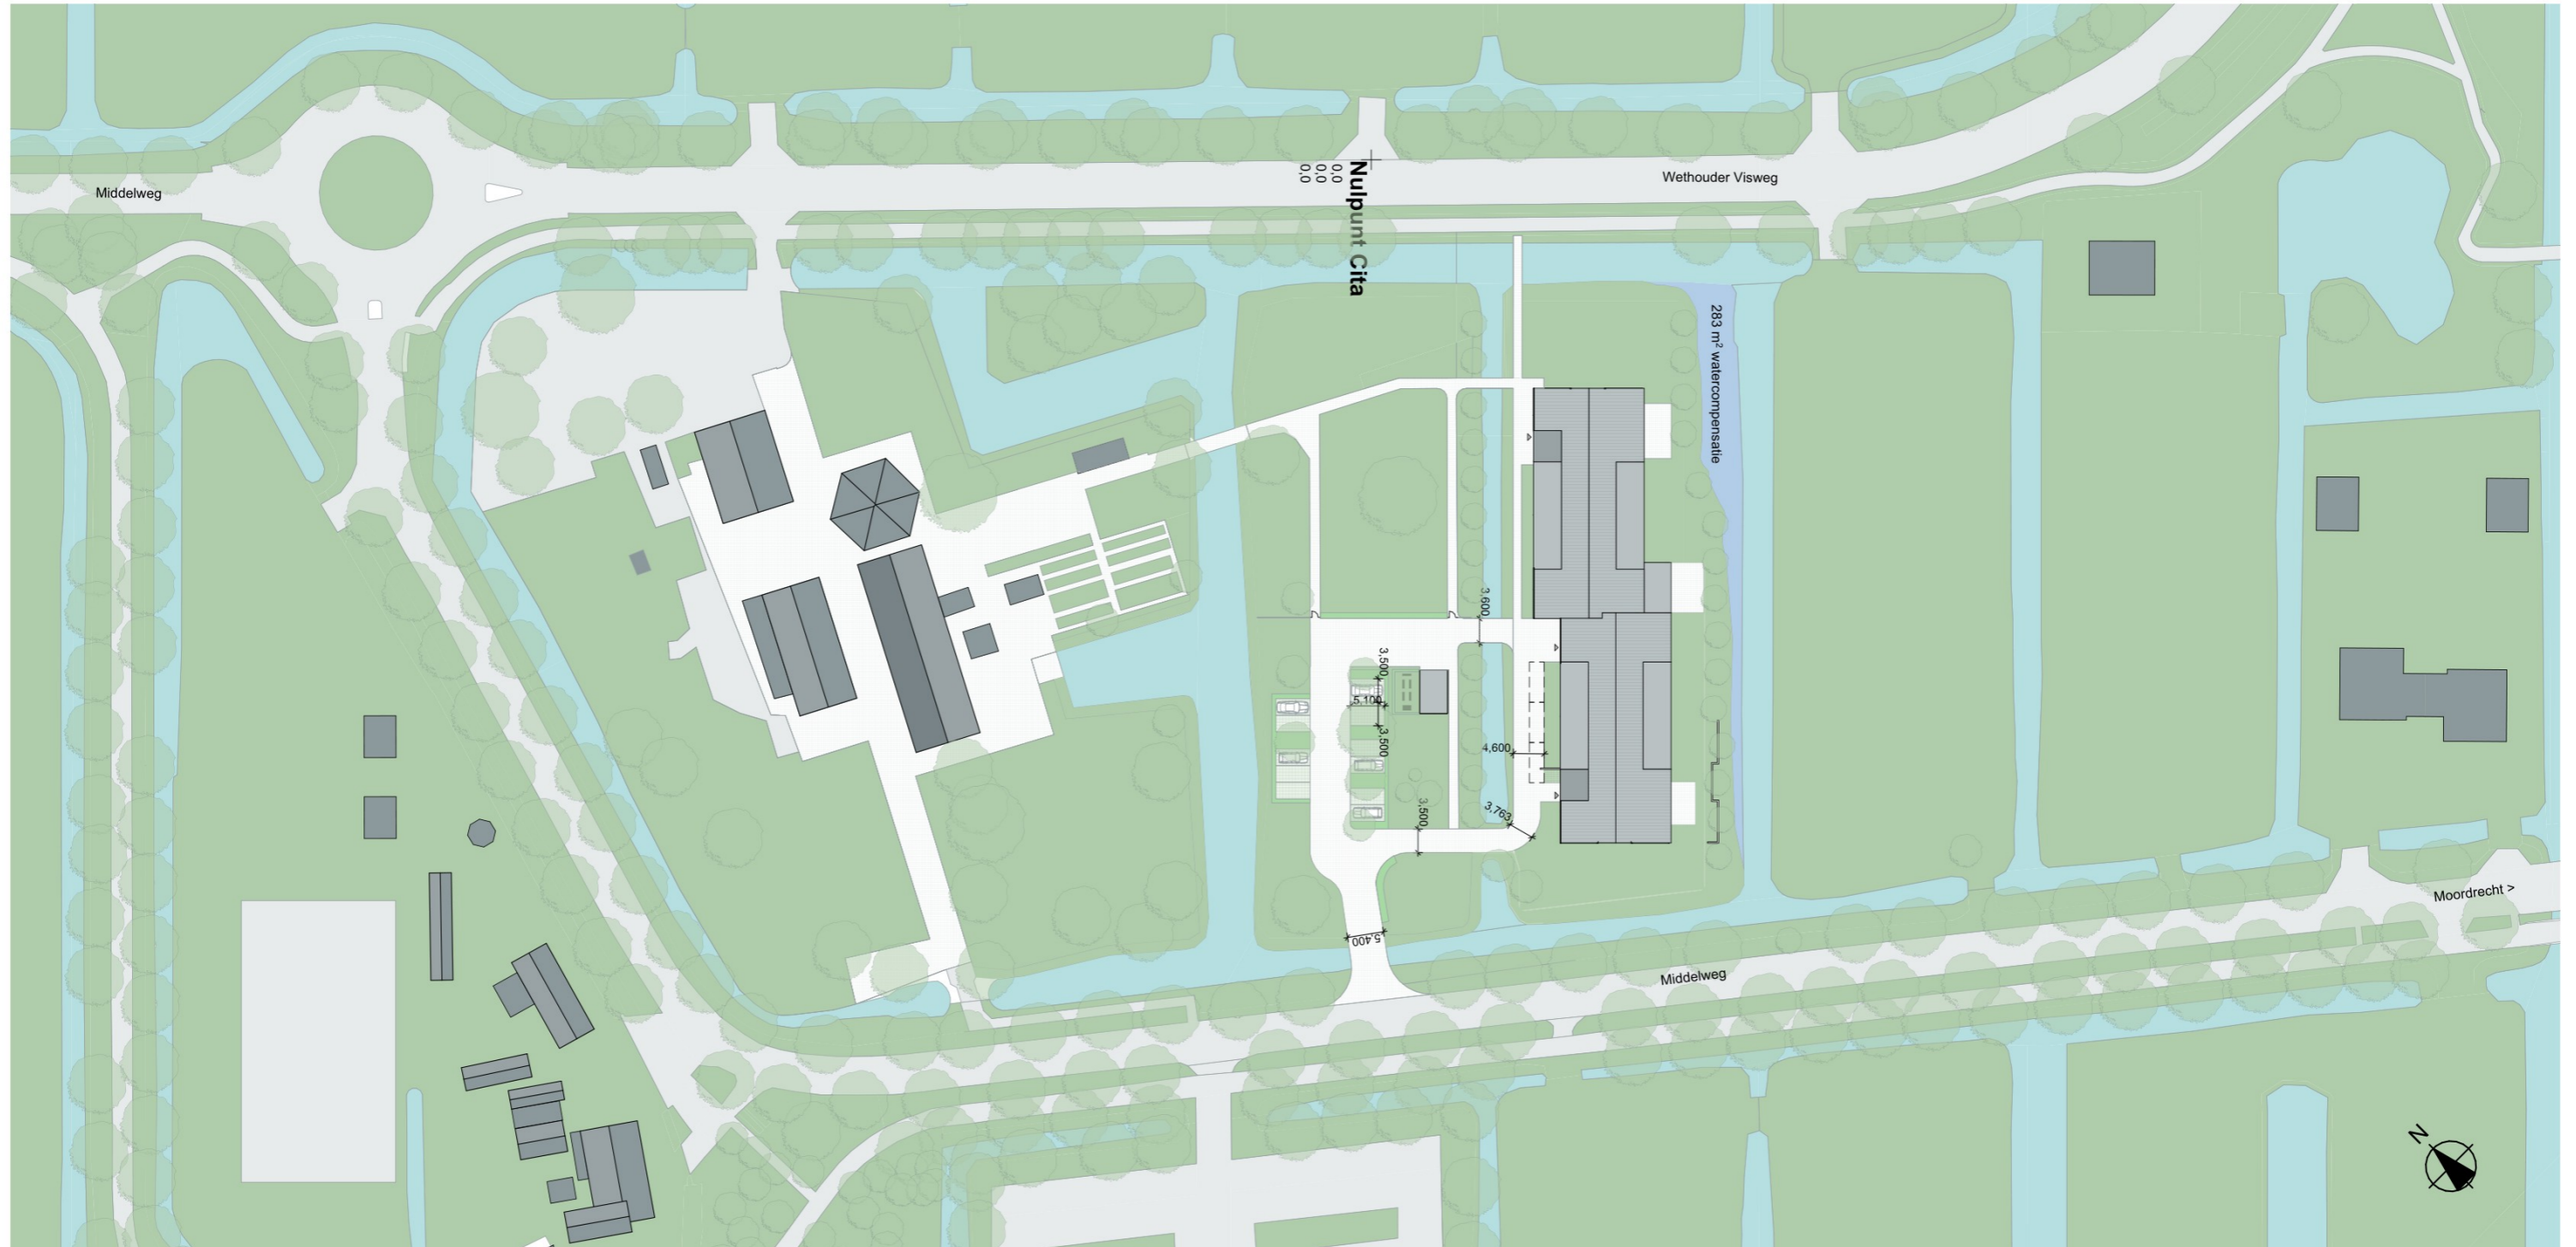 Middelweg
Wethouder Visweg
0,0
0,0
0,0
Nulpunt Cita
283 m² watercompensatie
3,600
3,500
5,100
3,500
4,600
3,500
3,763
5,400
Moordrecht >
Middelweg
N